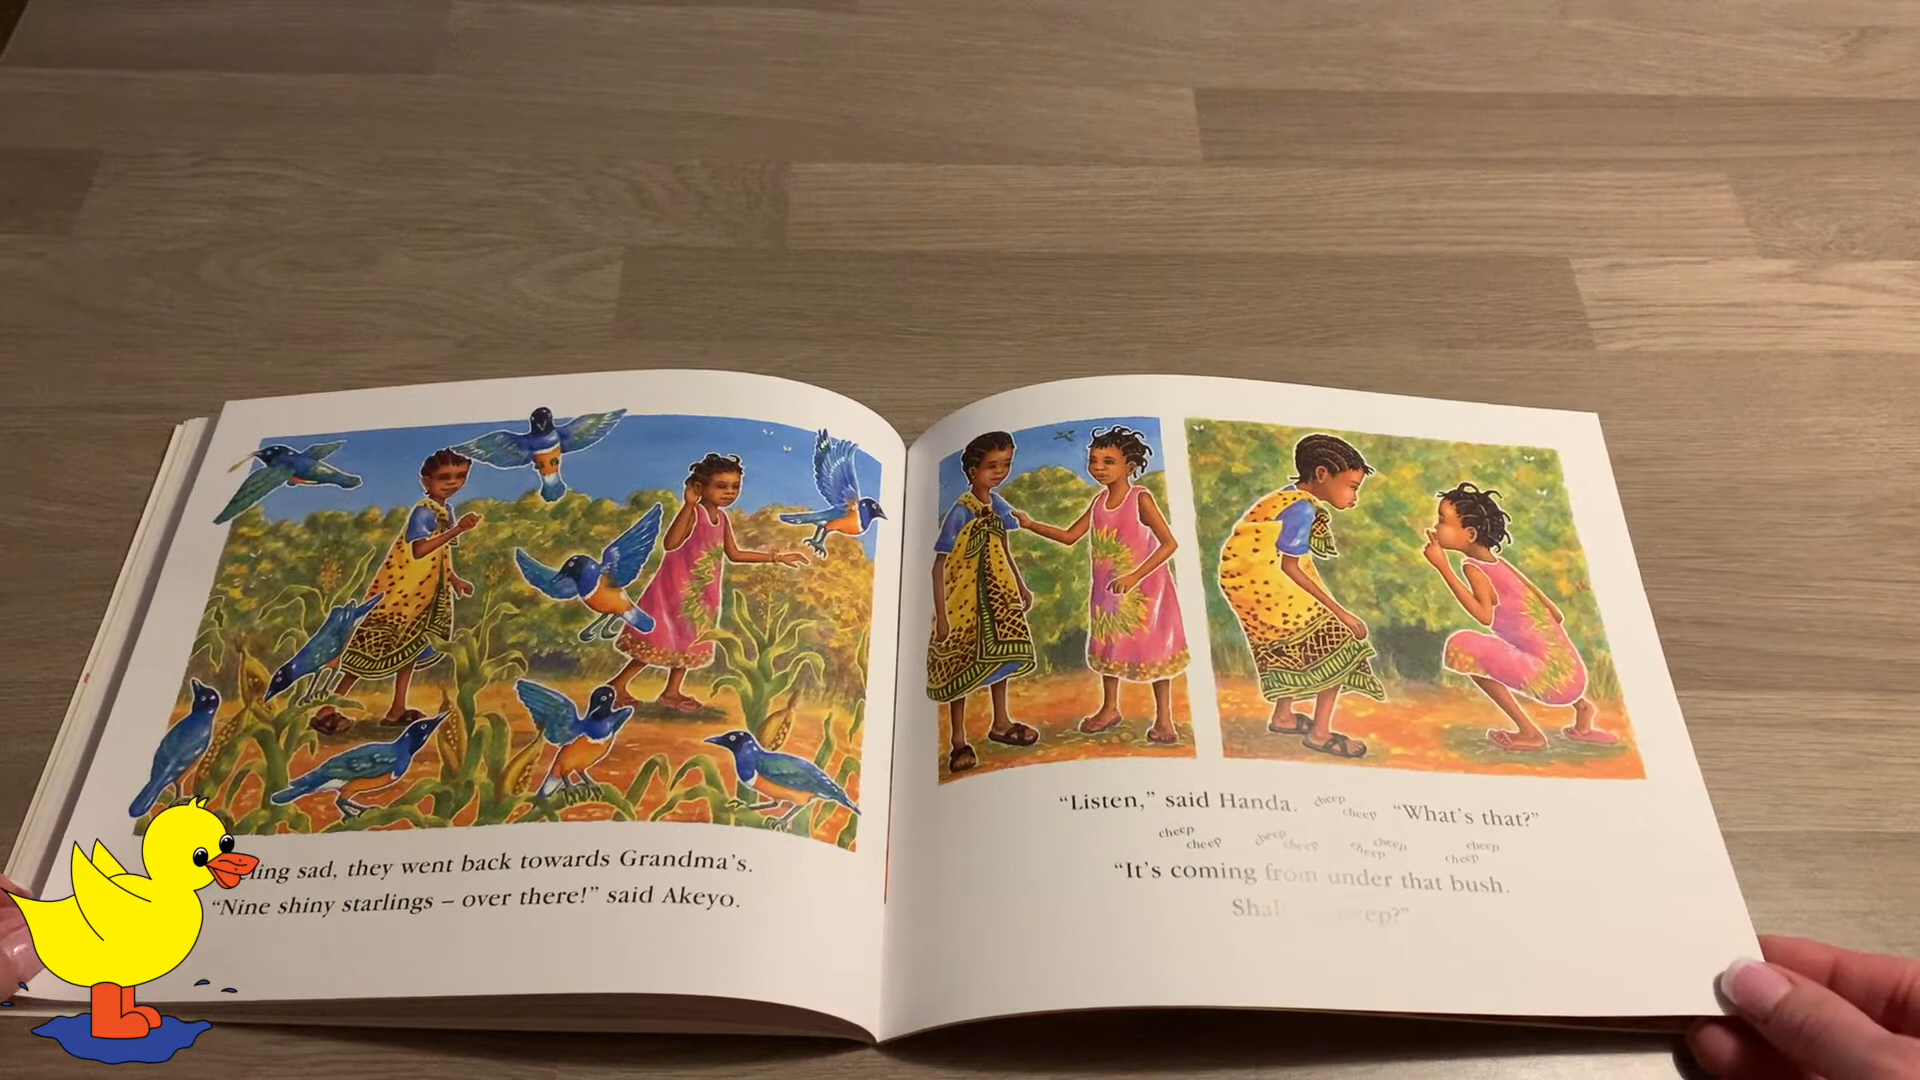 sad, they went back towards Grandma's.
"Nine shiny starlings – over there!" said Akeyo.
"Listen," said Handa. cheep cheep "What's that?"
cheep cheep cheep cheep cheep cheep cheep cheep
"It's coming from under that bush.
peep?"